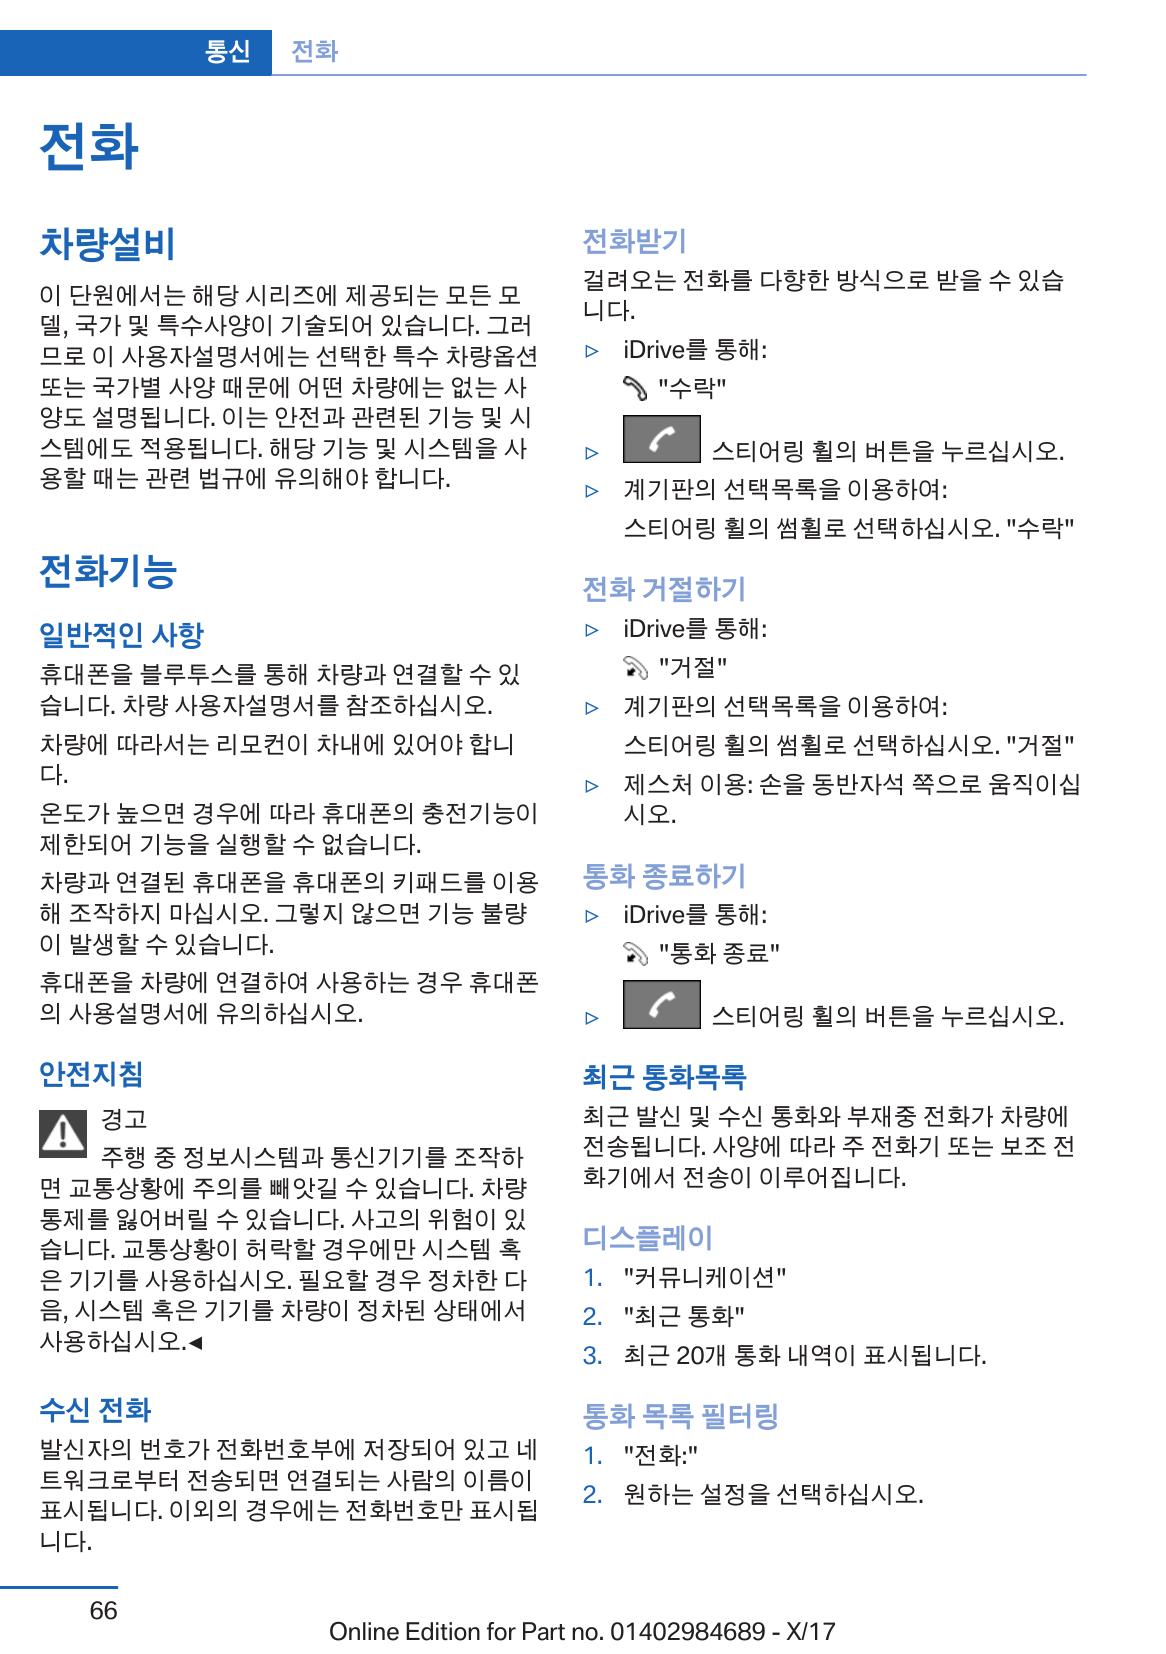 통신 전화
전화
차량설비
이 단원에서는 해당 시리즈에 제공되는 모든 모
델, 국가 및 특수사양이 기술되어 있습니다. 그러
므로 이 사용자설명서에는 선택한 특수 차량옵션
또는 국가별 사양 때문에 어떤 차량에는 없는 사
양도 설명됩니다. 이는 안전과 관련된 기능 및 시
스템에도 적용됩니다. 해당 기능 및 시스템을 사
용할 때는 관련 법규에 유의해야 합니다.
전화기능
일반적인 사항
휴대폰을 블루투스를 통해 차량과 연결할 수 있
습니다. 차량 사용자설명서를 참조하십시오.
차량에 따라서는 리모컨이 차내에 있어야 합니
다.
온도가 높으면 경우에 따라 휴대폰의 충전기능이
제한되어 기능을 실행할 수 없습니다.
차량과 연결된 휴대폰을 휴대폰의 키패드를 이용
해 조작하지 마십시오. 그렇지 않으면 기능 불량
이 발생할 수 있습니다.
휴대폰을 차량에 연결하여 사용하는 경우 휴대폰
의 사용설명서에 유의하십시오.
안전지침
경고
주행 중 정보시스템과 통신기기를 조작하
면 교통상황에 주의를 빼앗길 수 있습니다. 차량
통제를 잃어버릴 수 있습니다. 사고의 위험이 있
습니다. 교통상황이 허락할 경우에만 시스템 혹
은 기기를 사용하십시오. 필요할 경우 정차한 다
음, 시스템 혹은 기기를 차량이 정차된 상태에서
사용하십시오.◄
수신 전화
발신자의 번호가 전화번호부에 저장되어 있고 네
트워크로부터 전송되면 연결되는 사람의 이름이
표시됩니다. 이외의 경우에는 전화번호만 표시됩
니다.
전화받기
걸려오는 전화를 다향한 방식으로 받을 수 있습
니다.
▷ iDrive를 통해:
"수락"
▷ 스티어링 휠의 버튼을 누르십시오.
▷ 계기판의 선택목록을 이용하여:
스티어링 휠의 썸휠로 선택하십시오. "수락"
전화 거절하기
▷ iDrive를 통해:
"거절"
▷ 계기판의 선택목록을 이용하여:
스티어링 휠의 썸휠로 선택하십시오. "거절"
▷ 제스처 이용: 손을 동반자석 쪽으로 움직이십
시오.
통화 종료하기
▷ iDrive를 통해:
"통화 종료"
▷ 스티어링 휠의 버튼을 누르십시오.
최근 통화목록
최근 발신 및 수신 통화와 부재중 전화가 차량에
전송됩니다. 사양에 따라 주 전화기 또는 보조 전
화기에서 전송이 이루어집니다.
디스플레이
1. "커뮤니케이션"
2. "최근 통화"
3. 최근 20개 통화 내역이 표시됩니다.
통화 목록 필터링
1. "전화:"
2. 원하는 설정을 선택하십시오.
66
Online Edition for Part no. 01402984689 - X/17